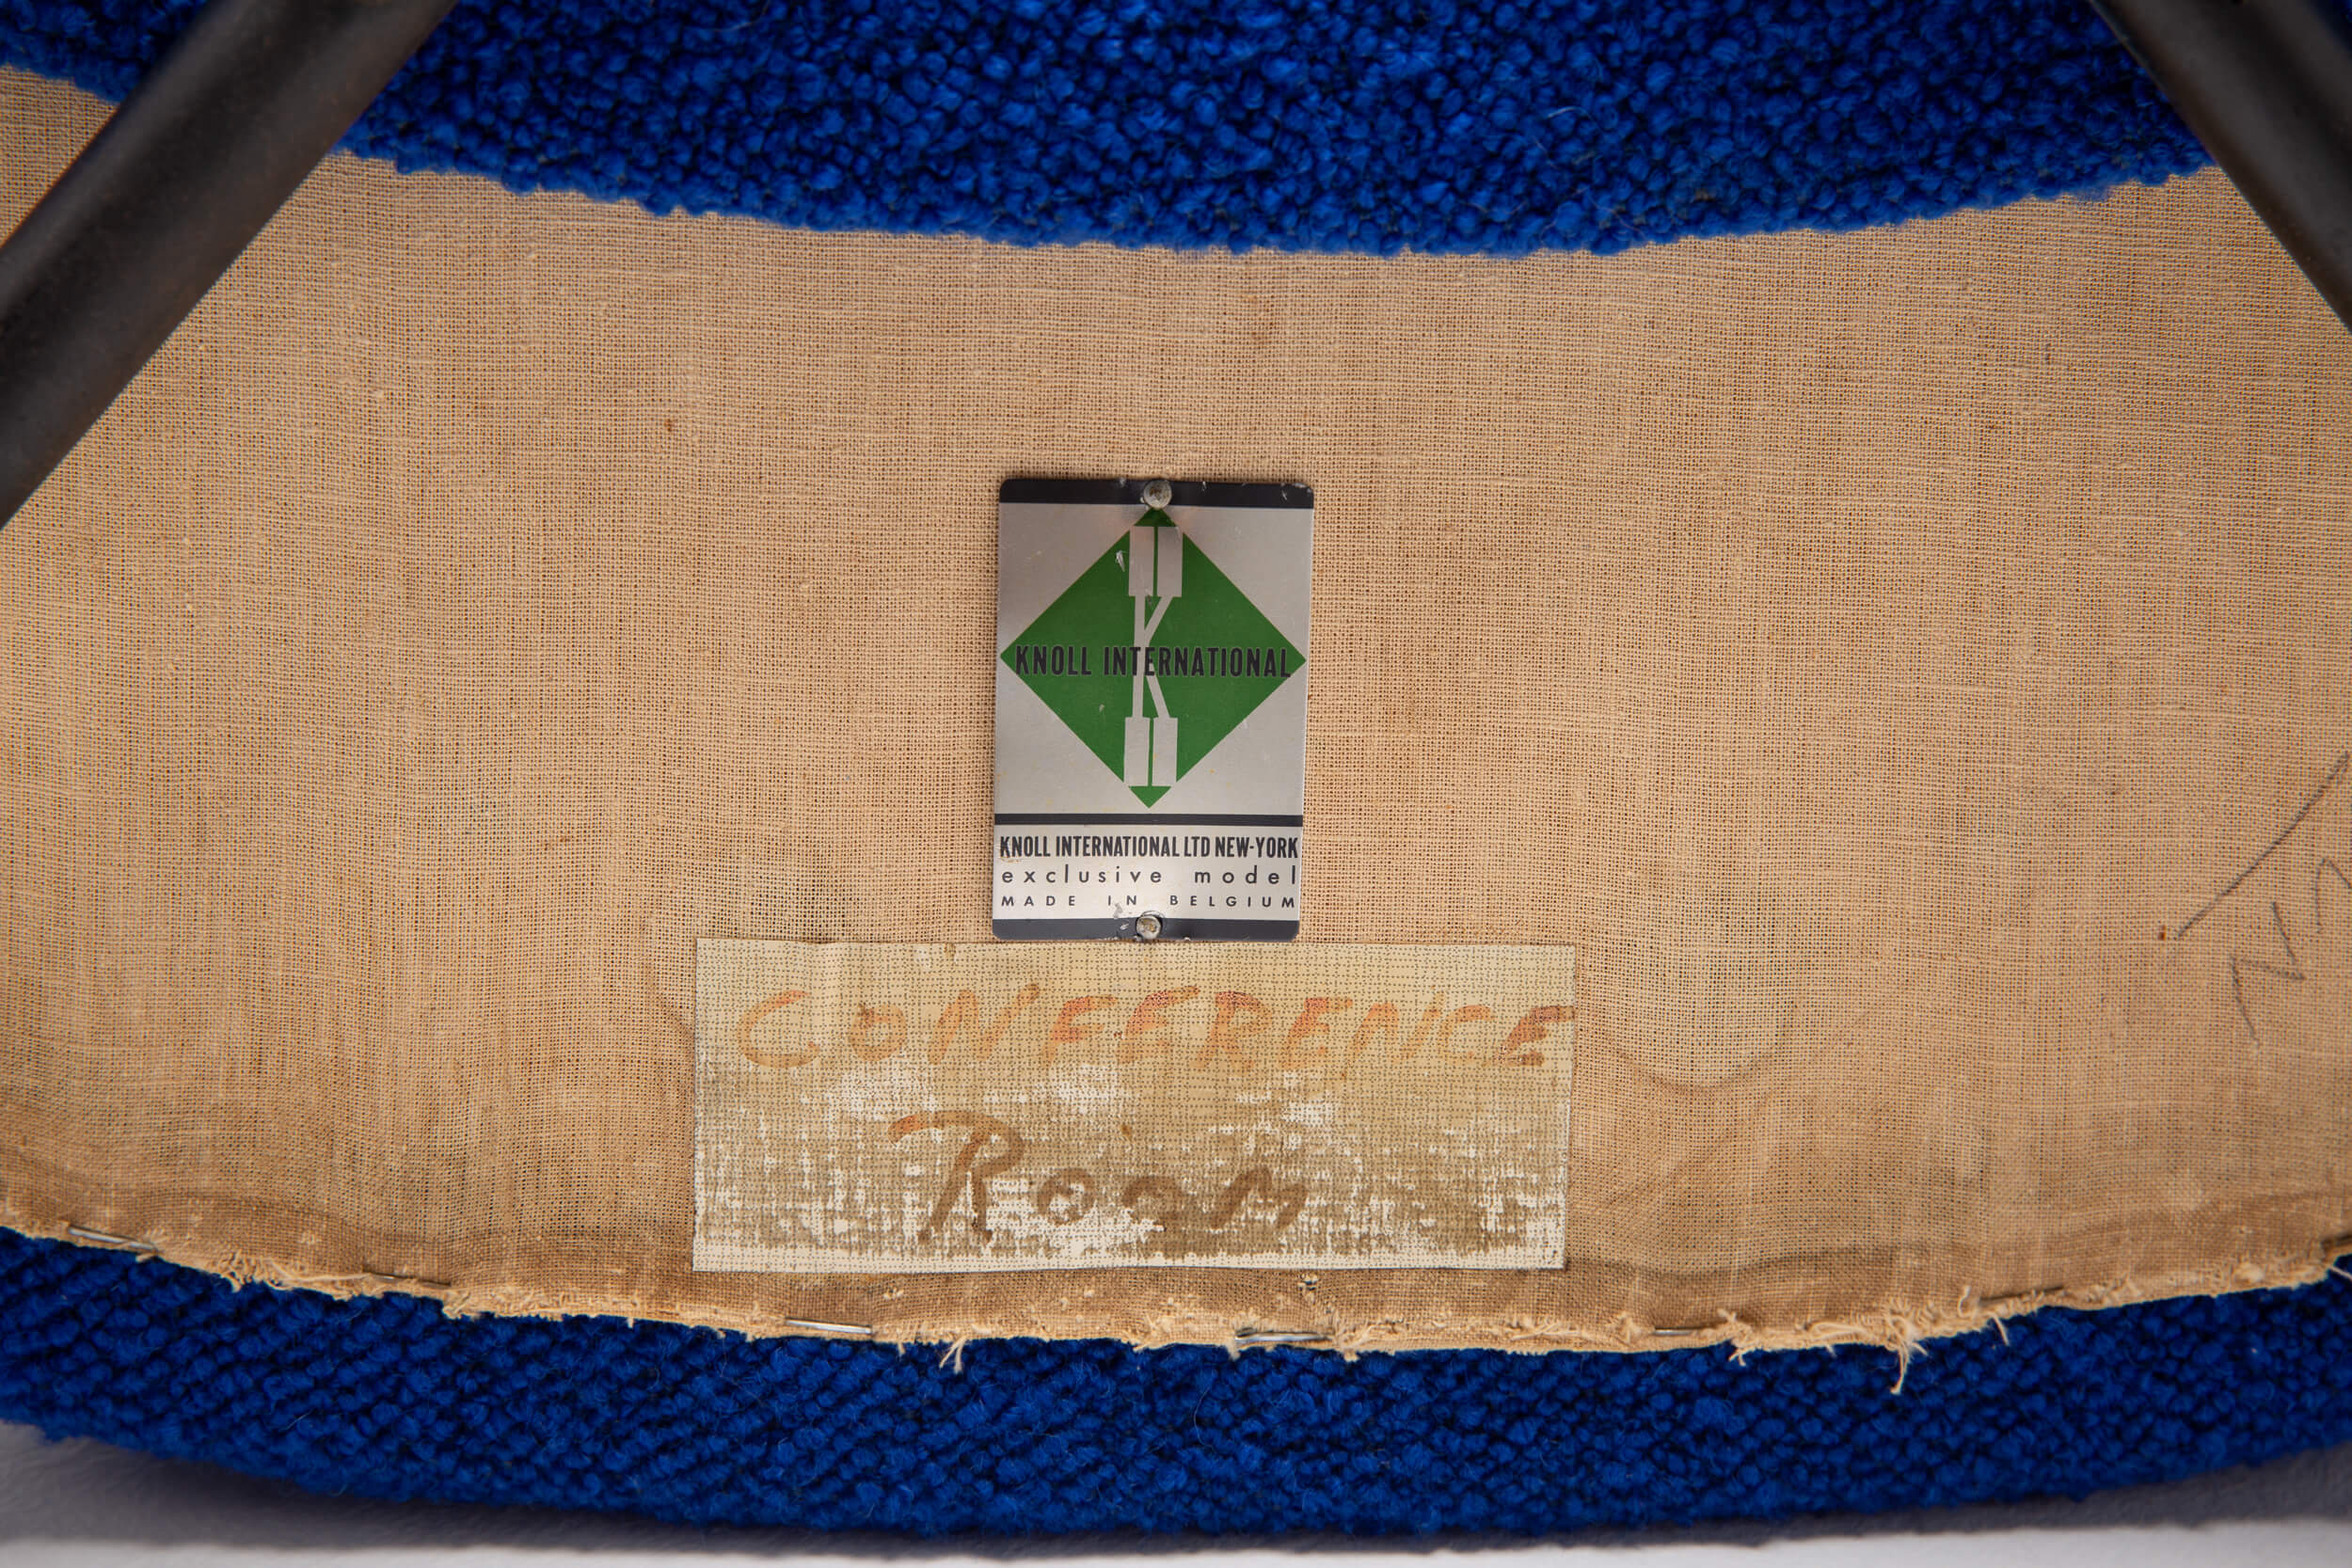 KNOLL INTERNATIONAL
KNOLL INTERNATIONAL LTD NEW-YORK
exclusive model
MADE IN BELGIUM
CONFERENCE
Room